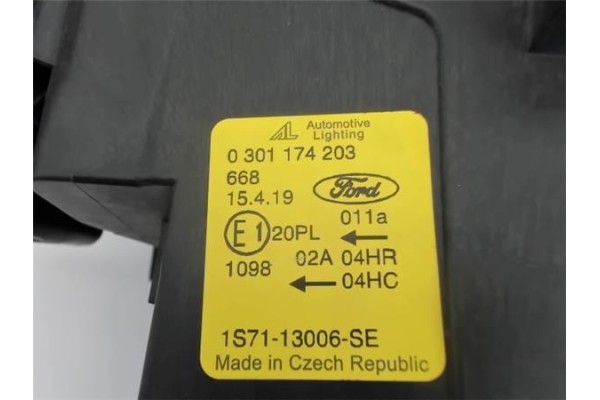 AL Automotive
Lighting
0 301 174 203
668
15.4.19 Ford
011a
E1 20PL ←
1098 02A 04HR
← 04HC
1S71-13006-SE
Made in Czech Republic